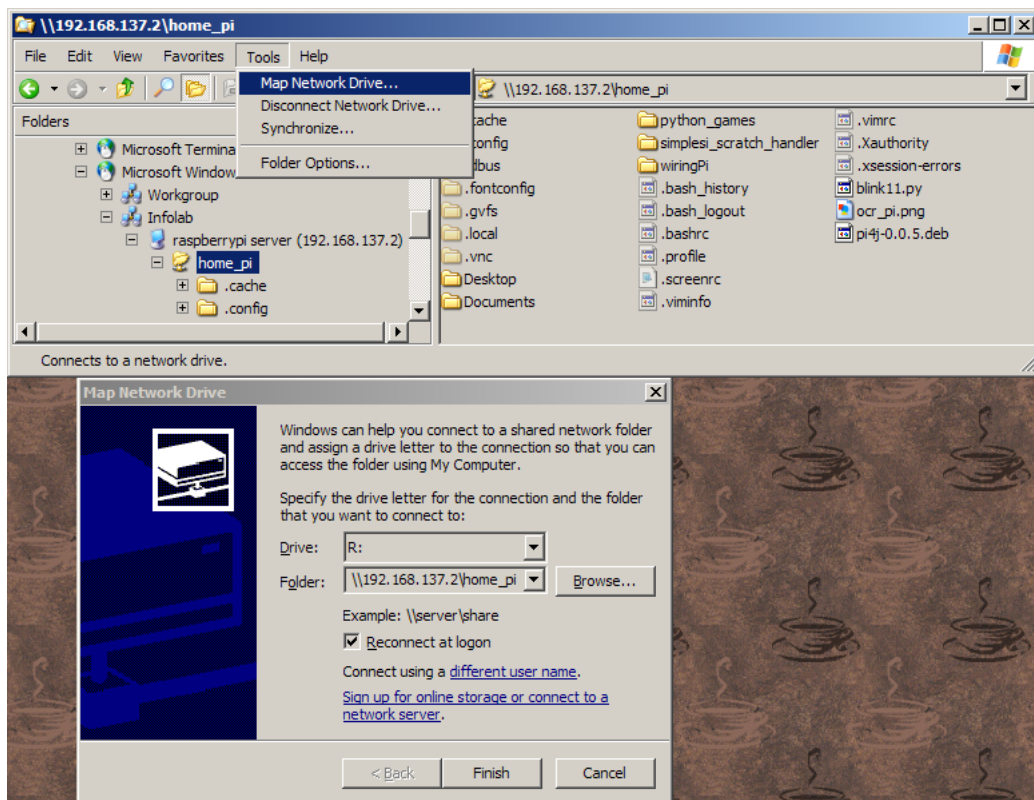 \\192.168.137.2\home_pi
File Edit View Favorites Tools Help
Map Network Drive...
Disconnect Network Drive...
Synchronize...
Folder Options...
\\192.168.137.2\home_pi
Folders
Microsoft Termina
Microsoft Window
Workgroup
Infolab
raspberrypi server (192.168.137.2)
home_pi
.cache
.config
.fontconfig
.gvfs
.local
.vnc
Desktop
Documents
python_games
simplesi_scratch_handler
wiringPi
.bash_history
.bash_logout
.bashrc
.profile
.screenrc
.viminfo
.vimrc
.Xauthority
.xsession-errors
blink11.py
ocr_pi.png
pi4j-0.0.5.deb
Connects to a network drive.
Map Network Drive
Windows can help you connect to a shared network folder
and assign a drive letter to the connection so that you can
access the folder using My Computer.
Specify the drive letter for the connection and the folder
that you want to connect to:
Drive: R:
Folder: \\192.168.137.2\home_pi Browse...
Example: \\server\share
Reconnect at logon
Connect using a different user name.
Sign up for online storage or connect to a
network server.
< Back Finish Cancel